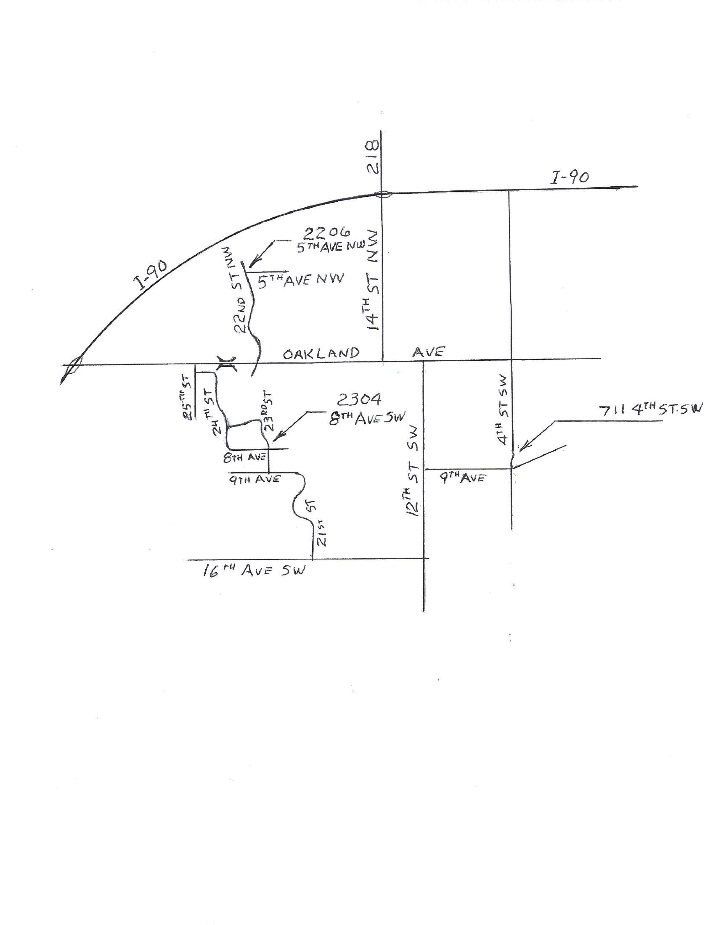 218
I-90
2206
5TH AVE NW
I-90
5TH AVE NW
22ND ST NW
14TH ST NW
OAKLAND AVE
25TH ST
24TH ST
23RD ST
2304
8TH AVE SW
4TH ST SW
711 4TH ST. SW
8TH AVE
9TH AVE
12TH ST SW
9TH AVE
21ST ST
16TH AVE SW